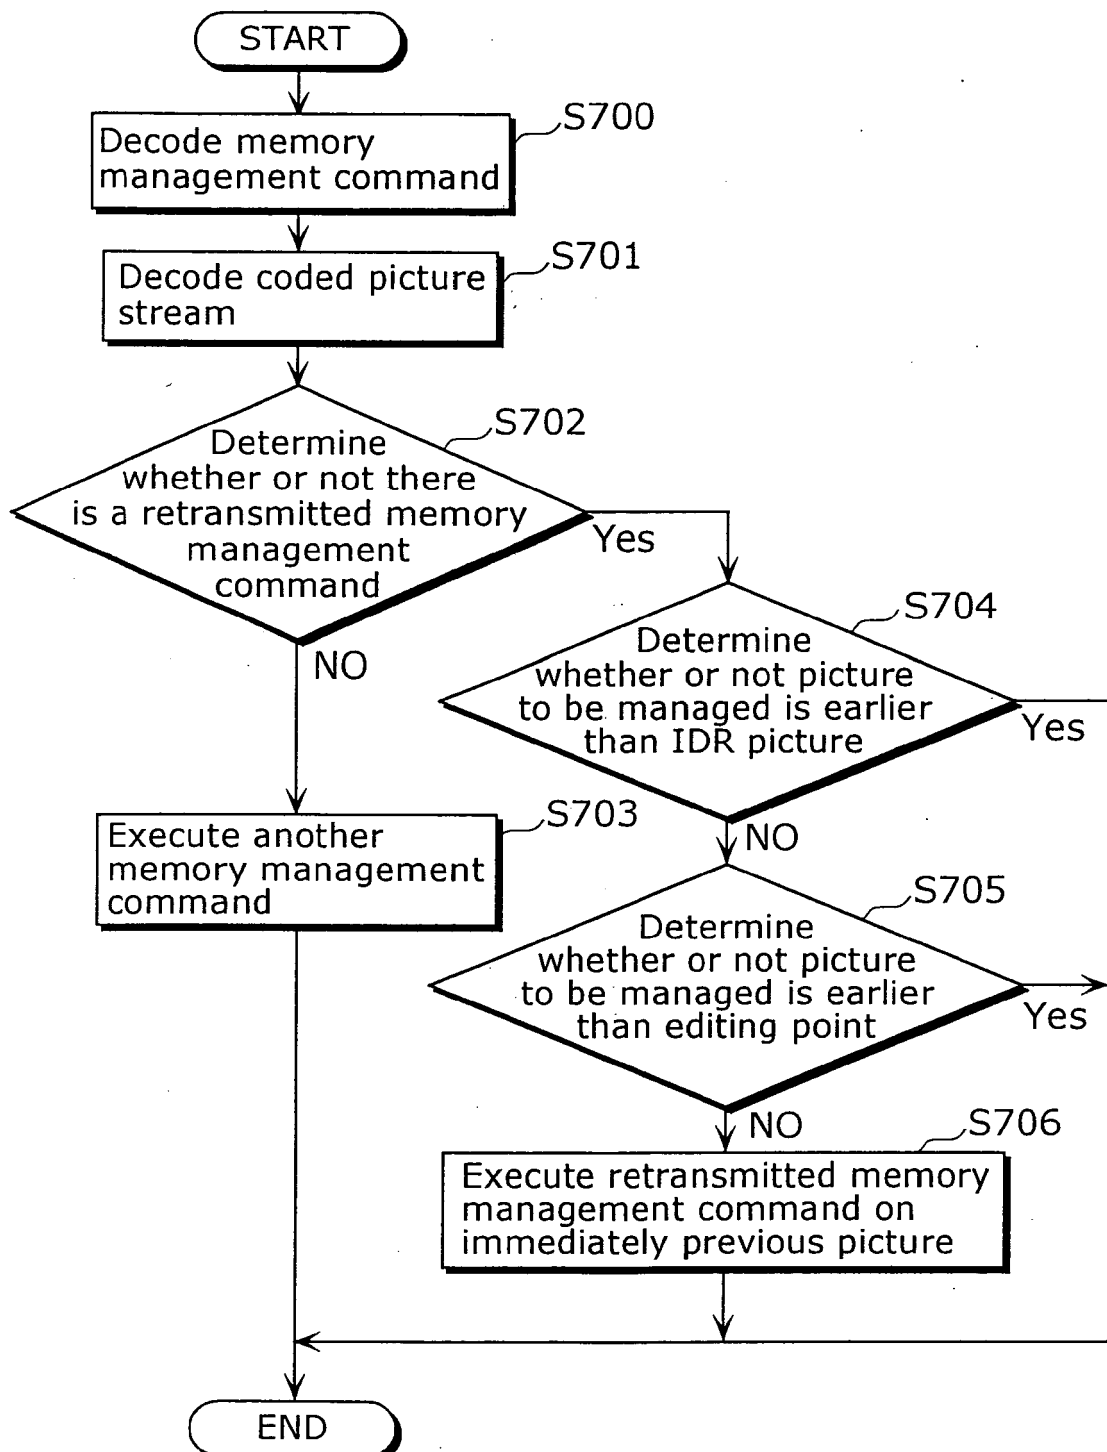 START
S700
Decode memory
management command
S701
Decode coded picture
stream
S702
Determine
whether or not there
is a retransmitted memory
management
command
Yes
NO
S704
Determine
whether or not picture
to be managed is earlier
than IDR picture
Yes
NO
S703
Execute another
memory management
command
S705
Determine
whether or not picture
to be managed is earlier
than editing point
Yes
NO
S706
Execute retransmitted memory
management command on
immediately previous picture
END